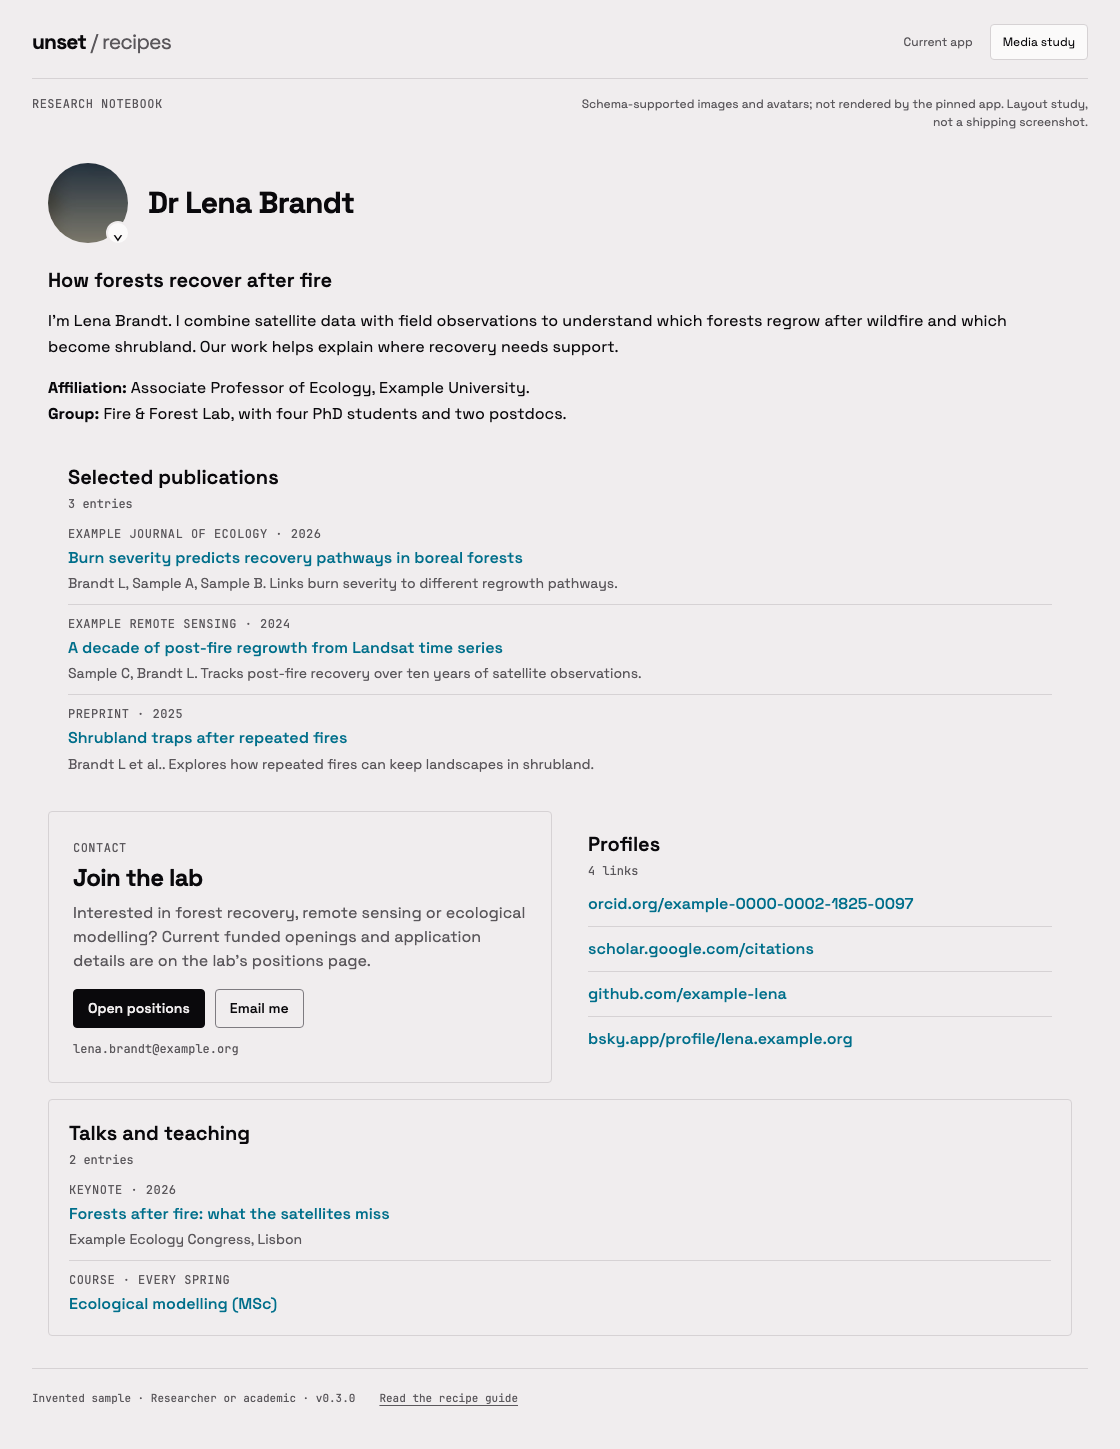 unset / recipes
Current app
Media study
RESEARCH NOTEBOOK
Schema-supported images and avatars; not rendered by the pinned app. Layout study,
not a shipping screenshot.
Dr Lena Brandt
How forests recover after fire
I'm Lena Brandt. I combine satellite data with field observations to understand which forests regrow after wildfire and which
become shrubland. Our work helps explain where recovery needs support.
Affiliation: Associate Professor of Ecology, Example University.
Group: Fire & Forest Lab, with four PhD students and two postdocs.
Selected publications
3 entries
EXAMPLE JOURNAL OF ECOLOGY · 2026
Burn severity predicts recovery pathways in boreal forests
Brandt L, Sample A, Sample B. Links burn severity to different regrowth pathways.
EXAMPLE REMOTE SENSING · 2024
A decade of post-fire regrowth from Landsat time series
Sample C, Brandt L. Tracks post-fire recovery over ten years of satellite observations.
PREPRINT · 2025
Shrubland traps after repeated fires
Brandt L et al.. Explores how repeated fires can keep landscapes in shrubland.
CONTACT
Join the lab
Interested in forest recovery, remote sensing or ecological
modelling? Current funded openings and application
details are on the lab's positions page.
Open positions
Email me
lena.brandt@example.org
Profiles
4 links
orcid.org/example-0000-0002-1825-0097
scholar.google.com/citations
github.com/example-lena
bsky.app/profile/lena.example.org
Talks and teaching
2 entries
KEYNOTE · 2026
Forests after fire: what the satellites miss
Example Ecology Congress, Lisbon
COURSE · EVERY SPRING
Ecological modelling (MSc)
Invented sample · Researcher or academic · v0.3.0
Read the recipe guide